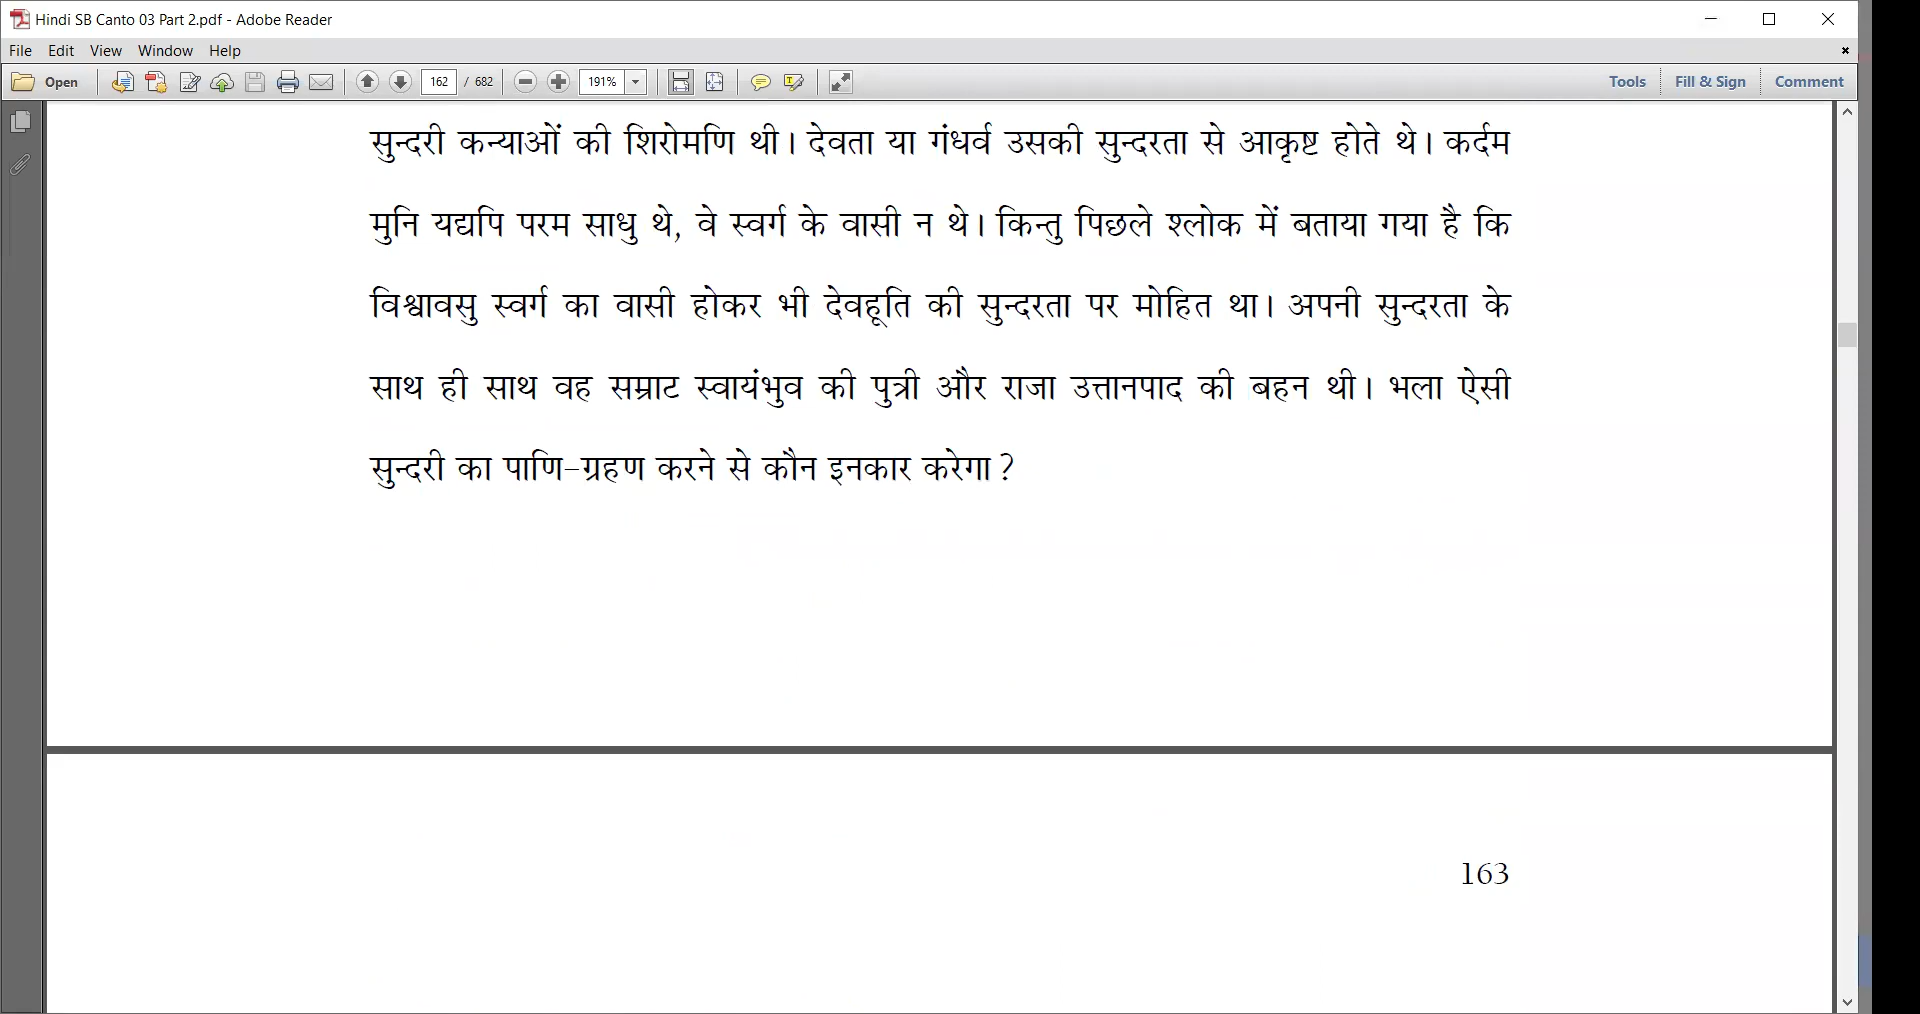 Hindi SB Canto 03 Part 2.pdf - Adobe Reader
File Edit View Window Help
Open 162 / 682 191% Tools Fill & Sign Comment
सुन्दरी कन्याओं की शिरोमणि थी। देवता या गंधर्व उसकी सुन्दरता से आकृष्ट होते थे। कर्दम
मुनि यद्यपि परम साधु थे, वे स्वर्ग के वासी न थे। किन्तु पिछले श्लोक में बताया गया है कि
विश्वावसु स्वर्ग का वासी होकर भी देवहूति की सुन्दरता पर मोहित था। अपनी सुन्दरता के
साथ ही साथ वह सम्राट स्वायंभुव की पुत्री और राजा उत्तानपाद की बहन थी। भला ऐसी
सुन्दरी का पाणि-ग्रहण करने से कौन इनकार करेगा?
163